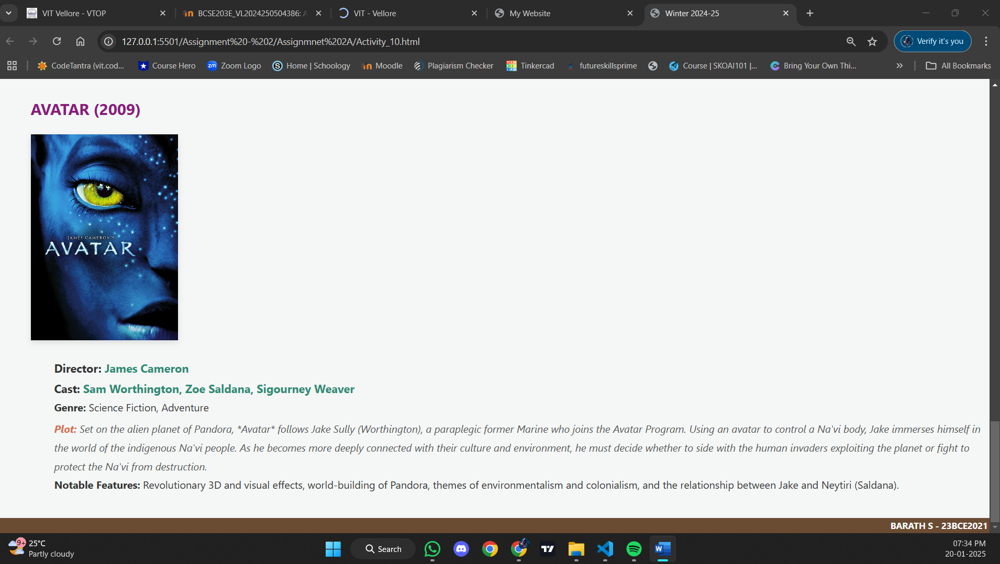 VIT Vellore - VTOP
BCSE203E_VL2024250504386: A
VIT - Vellore
My Website
Winter 2024-25
127.0.0.1:5501/Assignment%20-%202/Assignmnet%202A/Activity_10.html
Verify it's you
CodeTantra (vit.cod...
Course Hero
zm Zoom Logo
S Home | Schoology
Moodle
Plagiarism Checker
Tinkercad
futureskillsprime
Course | SKOAI101 |...
Bring Your Own Thi...
All Bookmarks
AVATAR (2009)
JAMES CAMERON'S
AVATAR
Director: James Cameron
Cast: Sam Worthington, Zoe Saldana, Sigourney Weaver
Genre: Science Fiction, Adventure
Plot: Set on the alien planet of Pandora, *Avatar* follows Jake Sully (Worthington), a paraplegic former Marine who joins the Avatar Program. Using an avatar to control a Na'vi body, Jake immerses himself in
the world of the indigenous Na'vi people. As he becomes more deeply connected with their culture and environment, he must decide whether to side with the human invaders exploiting the planet or fight to
protect the Na'vi from destruction.
Notable Features: Revolutionary 3D and visual effects, world-building of Pandora, themes of environmentalism and colonialism, and the relationship between Jake and Neytiri (Saldana).
BARATH S - 23BCE2021
9+
25°C
Partly cloudy
Search
W
07:34 PM
20-01-2025